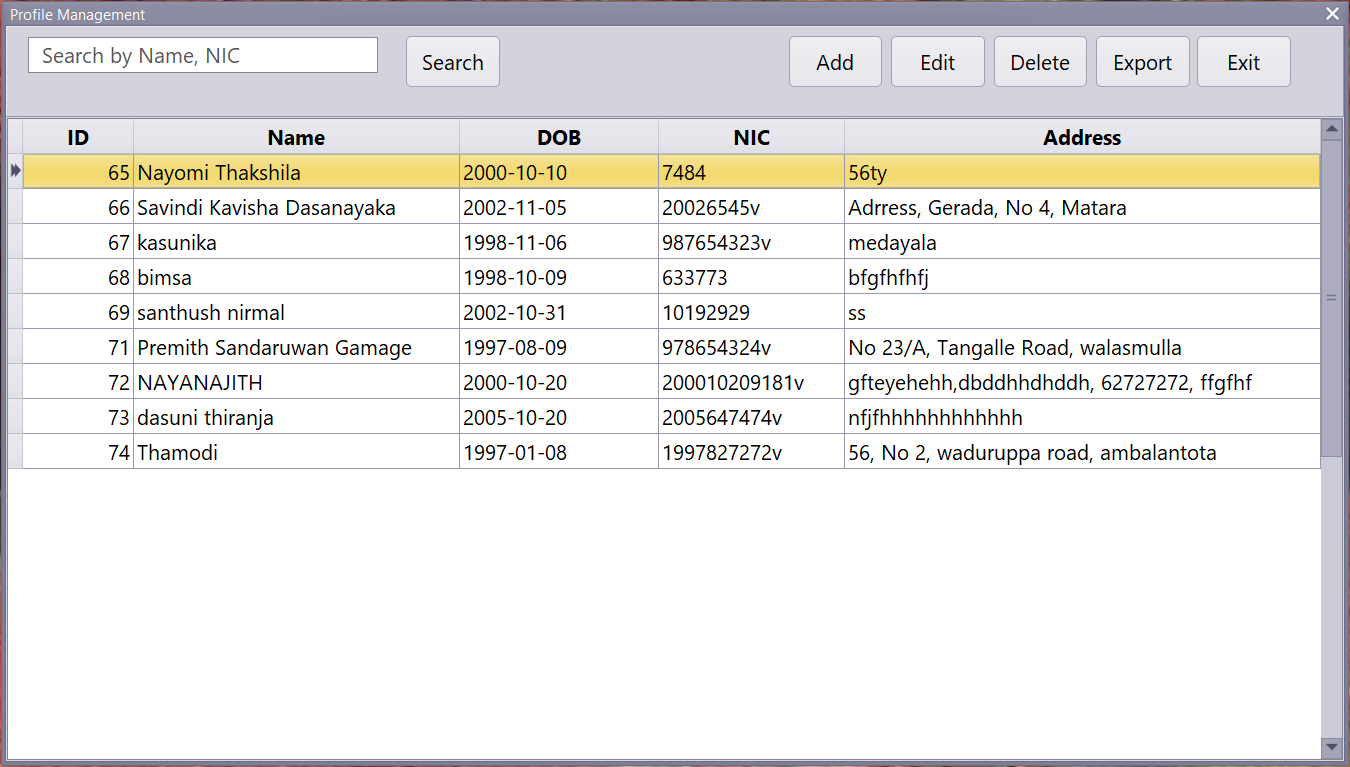 Profile Management
Search by Name, NIC Search Add Edit Delete Export Exit
ID Name DOB NIC Address
65 Nayomi Thakshila 2000-10-10 7484 56ty
66 Savindi Kavisha Dasanayaka 2002-11-05 20026545v Adrress, Gerada, No 4, Matara
67 kasunika 1998-11-06 987654323v medayala
68 bimsa 1998-10-09 633773 bfgfhfhfj
69 santhush nirmal 2002-10-31 10192929 ss
71 Premith Sandaruwan Gamage 1997-08-09 978654324v No 23/A, Tangalle Road, walasmulla
72 NAYANAJITH 2000-10-20 200010209181v gfteyehehh,dbddhhdhddh, 62727272, ffgfhf
73 dasuni thiranja 2005-10-20 2005647474v nfjfhhhhhhhhhhhh
74 Thamodi 1997-01-08 1997827272v 56, No 2, waduruppa road, ambalantota